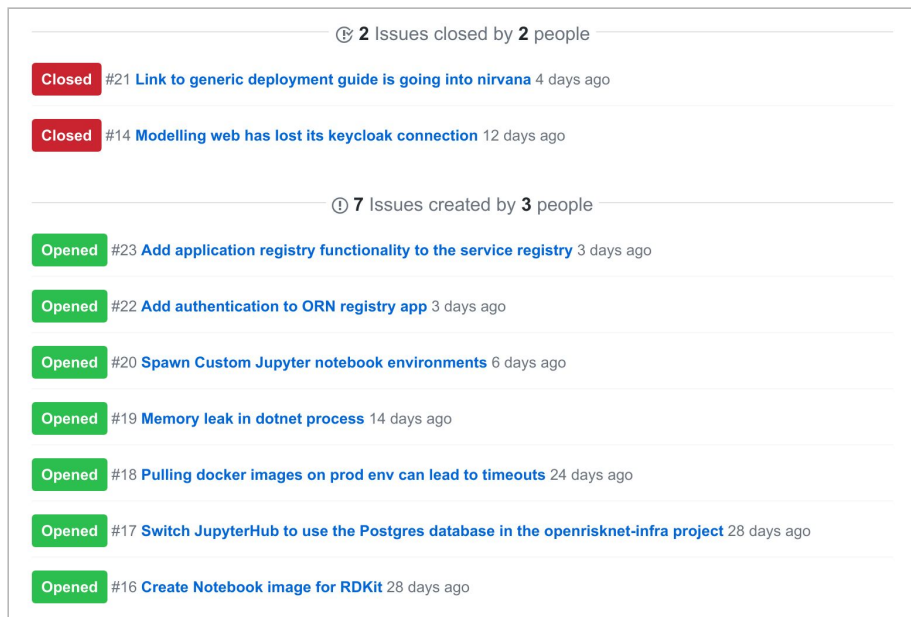 2 Issues closed by 2 people
Closed #21 Link to generic deployment guide is going into nirvana 4 days ago
Closed #14 Modelling web has lost its keycloak connection 12 days ago
7 Issues created by 3 people
Opened #23 Add application registry functionality to the service registry 3 days ago
Opened #22 Add authentication to ORN registry app 3 days ago
Opened #20 Spawn Custom Jupyter notebook environments 6 days ago
Opened #19 Memory leak in dotnet process 14 days ago
Opened #18 Pulling docker images on prod env can lead to timeouts 24 days ago
Opened #17 Switch JupyterHub to use the Postgres database in the openrisknet-infra project 28 days ago
Opened #16 Create Notebook image for RDKit 28 days ago